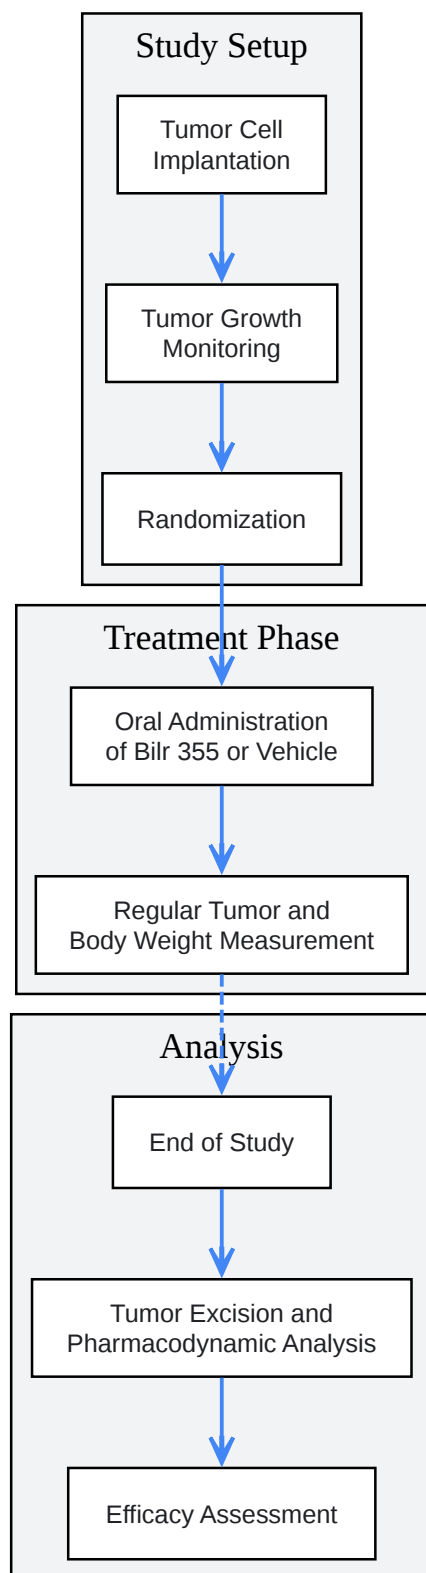 Study Setup
Tumor Cell
Implantation
Tumor Growth
Monitoring
Randomization
Treatment Phase
Oral Administration
of Bilr 355 or Vehicle
Regular Tumor and
Body Weight Measurement
Analysis
End of Study
Tumor Excision and
Pharmacodynamic Analysis
Efficacy Assessment